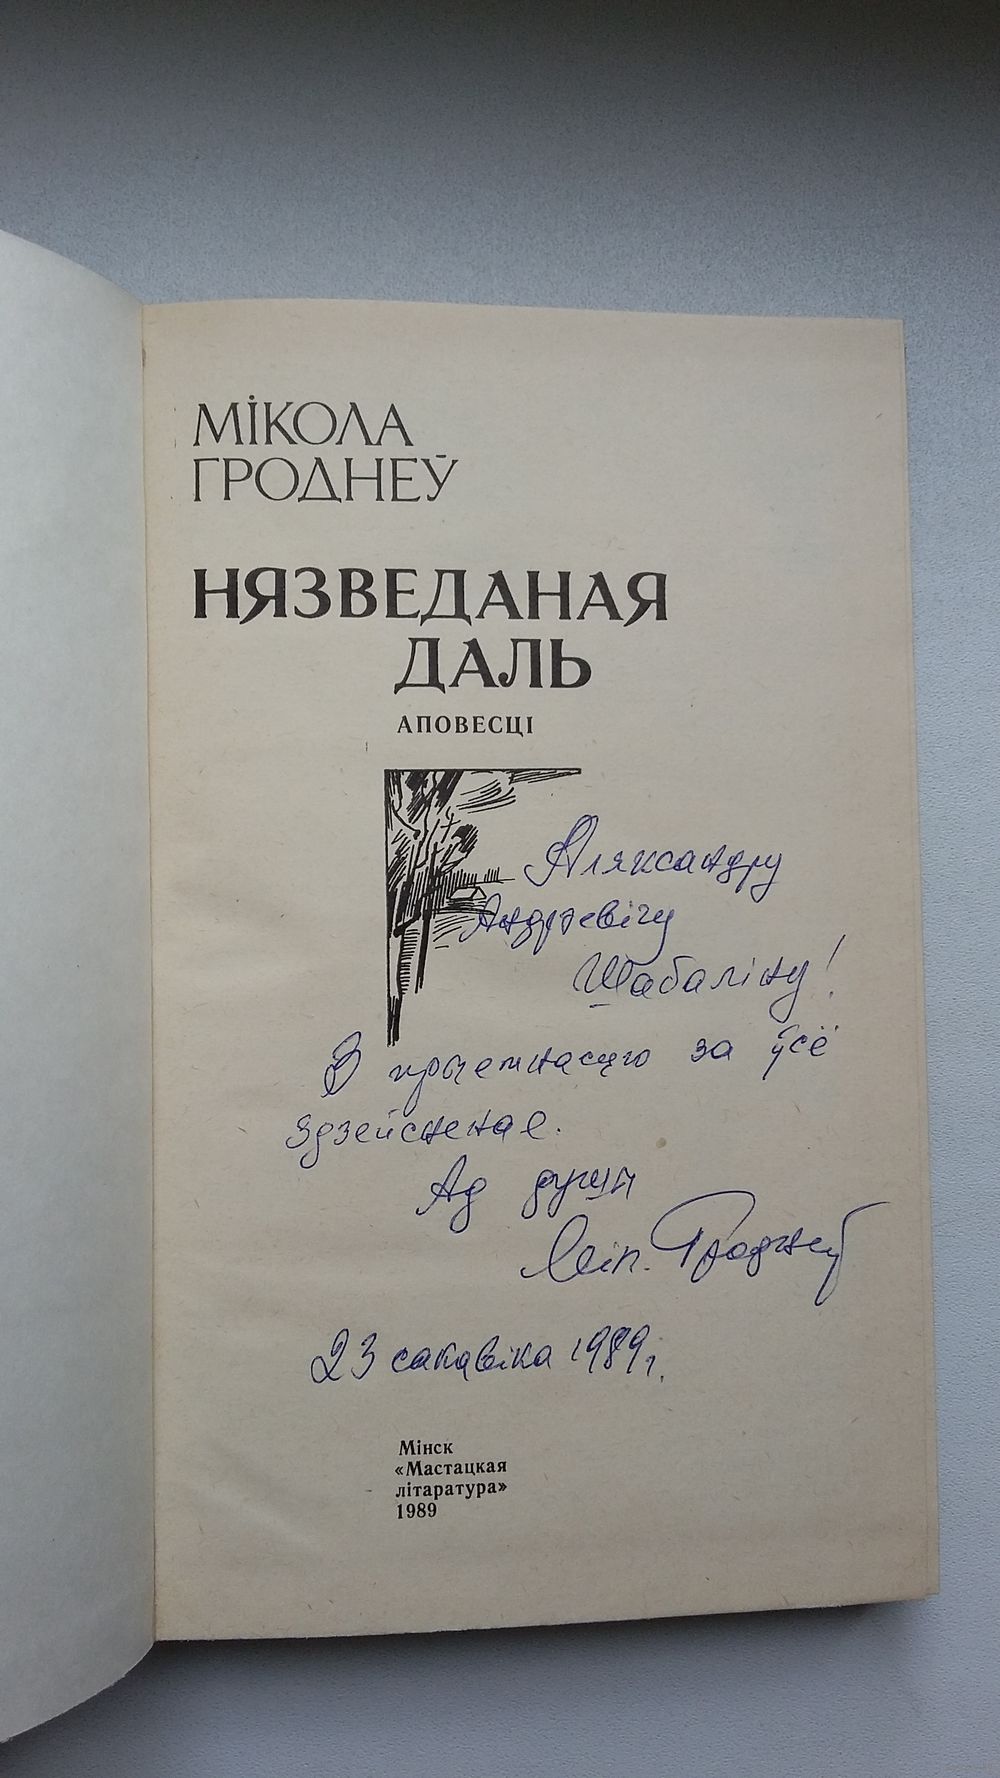 МІКОЛА
ГРОДНЕЎ
НЯЗВЕДАНАЯ
ДАЛЬ
АПОВЕСЦІ
Аляксандру
Андрэевічу
Шабаліну!
З прыемнасцю за ўсё
здзейсненае.
Ад душы
Мік. Гроднеў
23 сакавіка 1989 г.
Мінск
«Мастацкая
літаратура»
1989